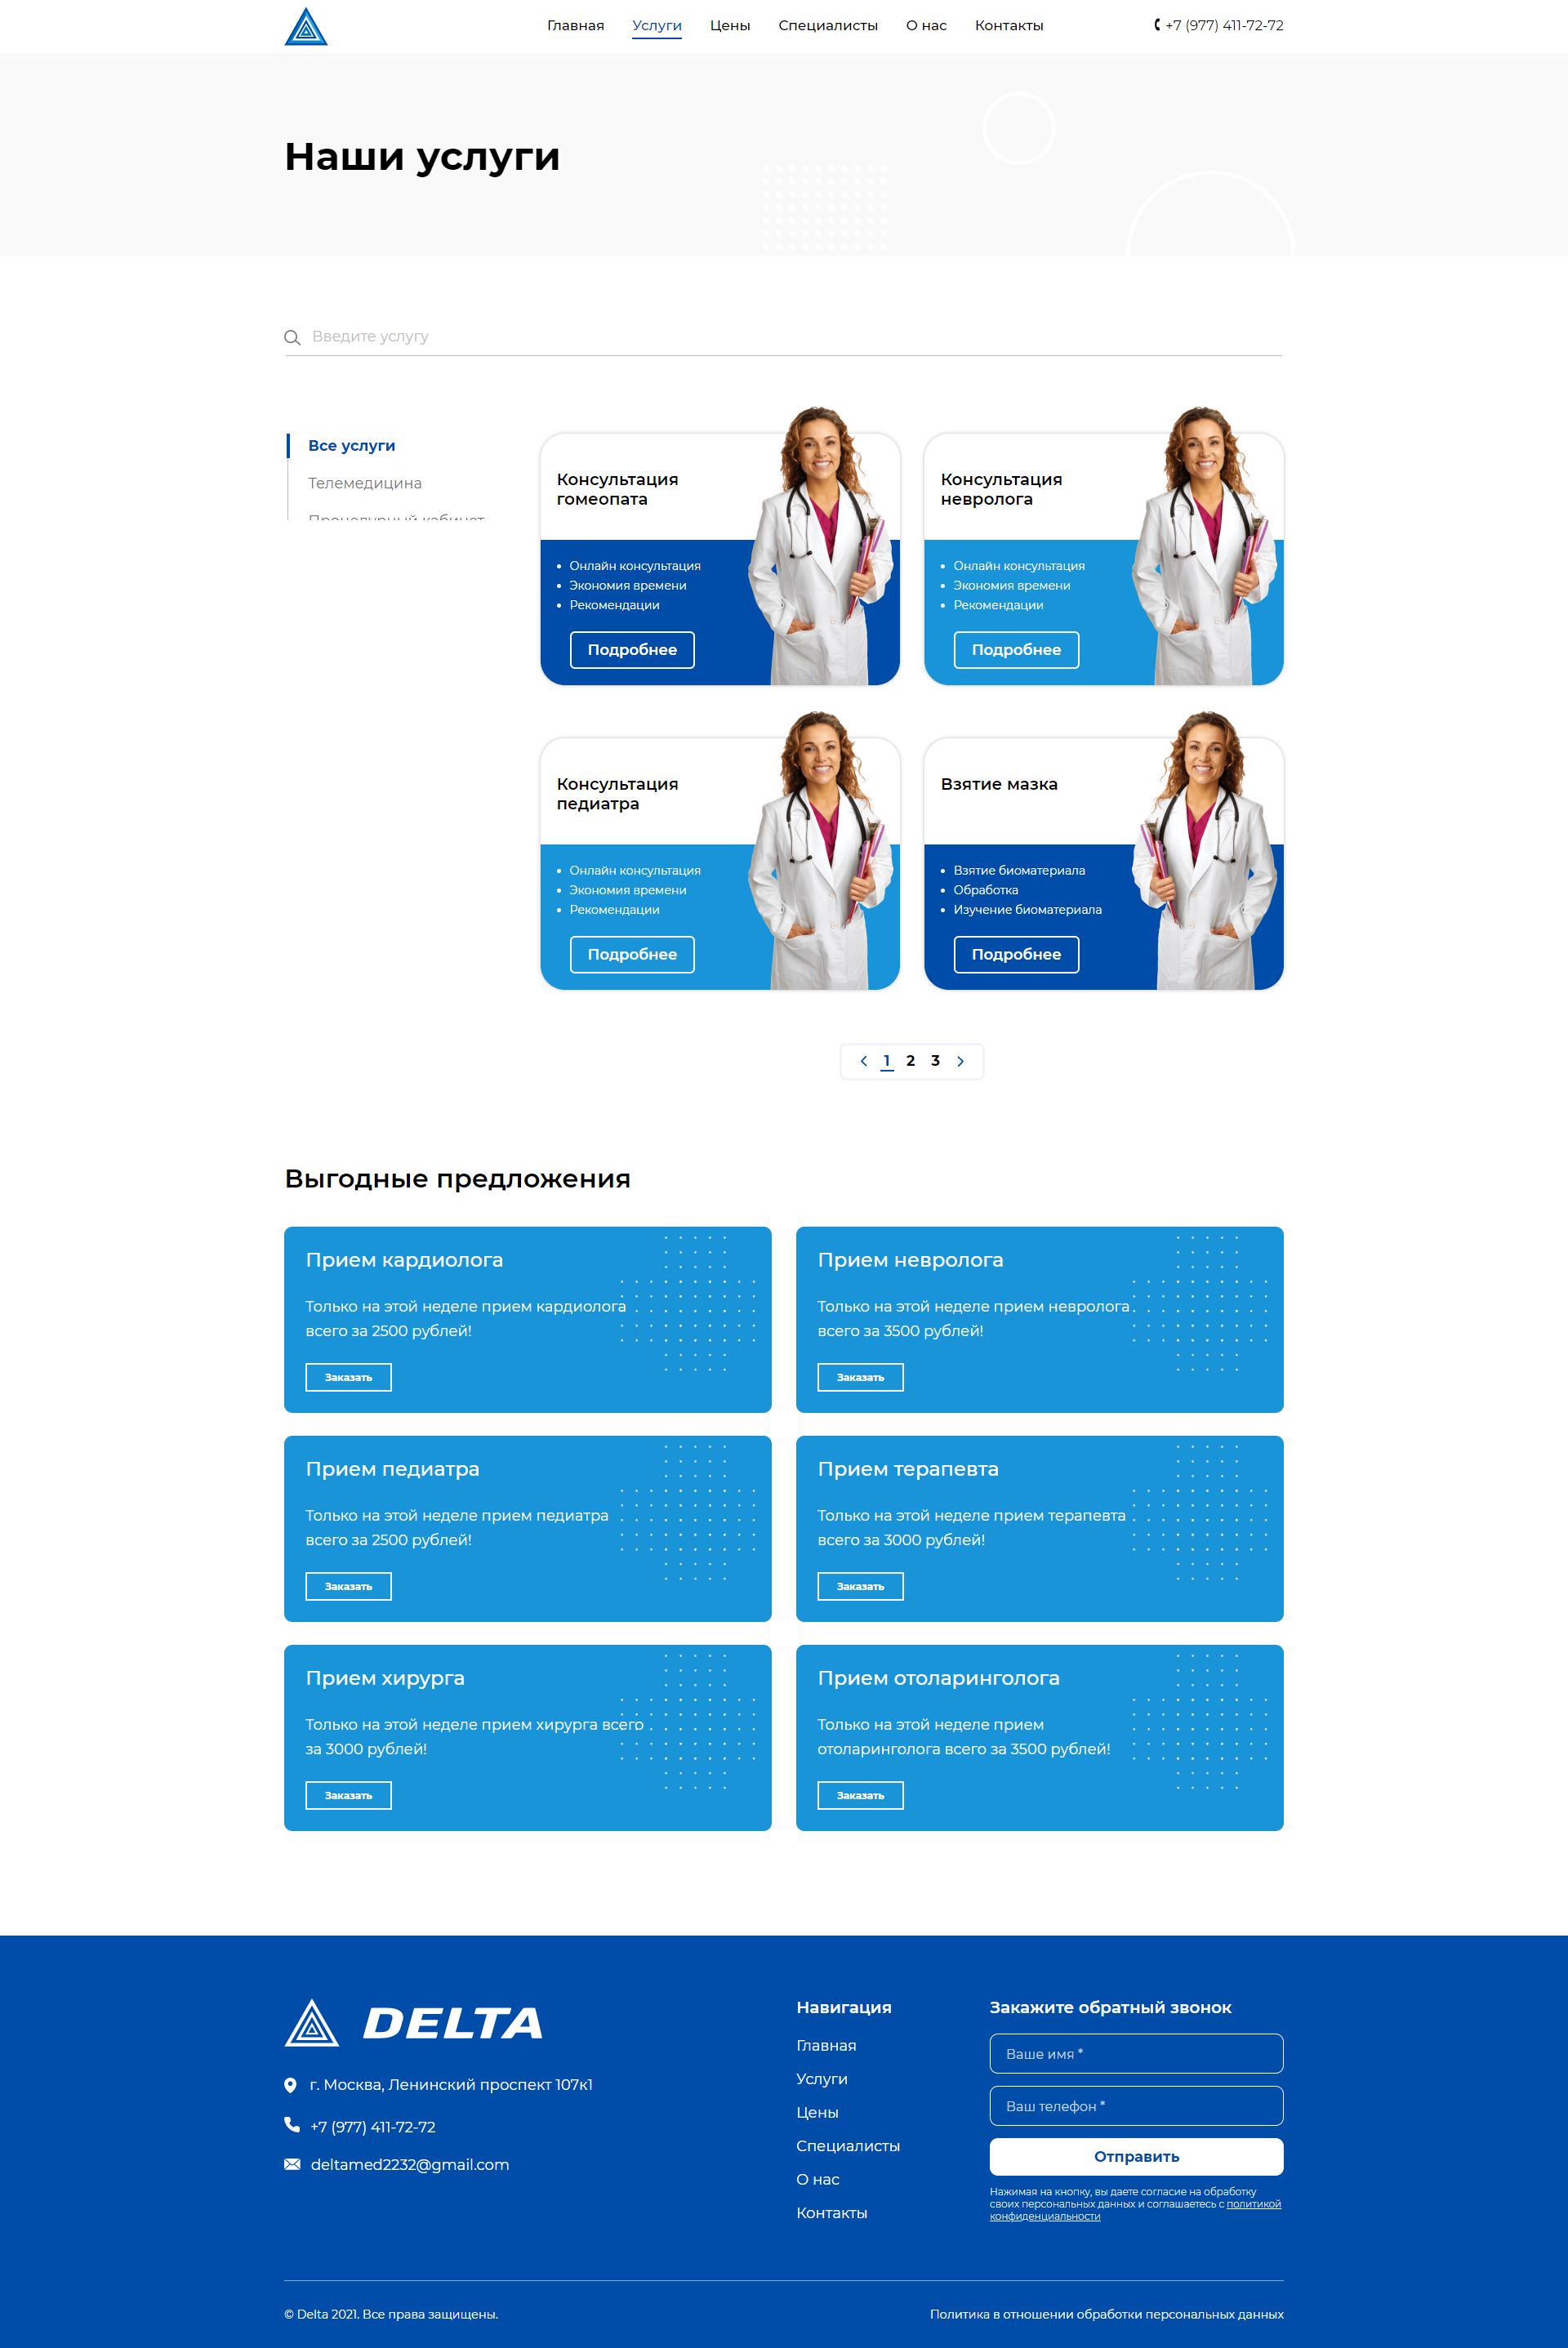 Главная Услуги Цены Специалисты О нас Контакты +7 (977) 411-72-72
Наши услуги
Введите услугу
Все услуги
Телемедицина
Процедурный кабинет
Консультация
гомеопата
Онлайн консультация
Экономия времени
Рекомендации
Подробнее
Консультация
невролога
Онлайн консультация
Экономия времени
Рекомендации
Подробнее
Консультация
педиатра
Онлайн консультация
Экономия времени
Рекомендации
Подробнее
Взятие мазка
Взятие биоматериала
Обработка
Изучение биоматериала
Подробнее
1 2 3
Выгодные предложения
Прием кардиолога
Только на этой неделе прием кардиолога
всего за 2500 рублей!
Заказать
Прием невролога
Только на этой неделе прием невролога
всего за 3500 рублей!
Заказать
Прием педиатра
Только на этой неделе прием педиатра
всего за 2500 рублей!
Заказать
Прием терапевта
Только на этой неделе прием терапевта
всего за 3000 рублей!
Заказать
Прием хирурга
Только на этой неделе прием хирурга всего
за 3000 рублей!
Заказать
Прием отоларинголога
Только на этой неделе прием
отоларинголога всего за 3500 рублей!
Заказать
DELTA
г. Москва, Ленинский проспект 107к1
+7 (977) 411-72-72
deltamed2232@gmail.com
Навигация
Главная
Услуги
Цены
Специалисты
О нас
Контакты
Закажите обратный звонок
Ваше имя *
Ваш телефон *
Отправить
Нажимая на кнопку, вы даете согласие на обработку
своих персональных данных и соглашаетесь с политикой
конфиденциальности
© Delta 2021. Все права защищены.
Политика в отношении обработки персональных данных